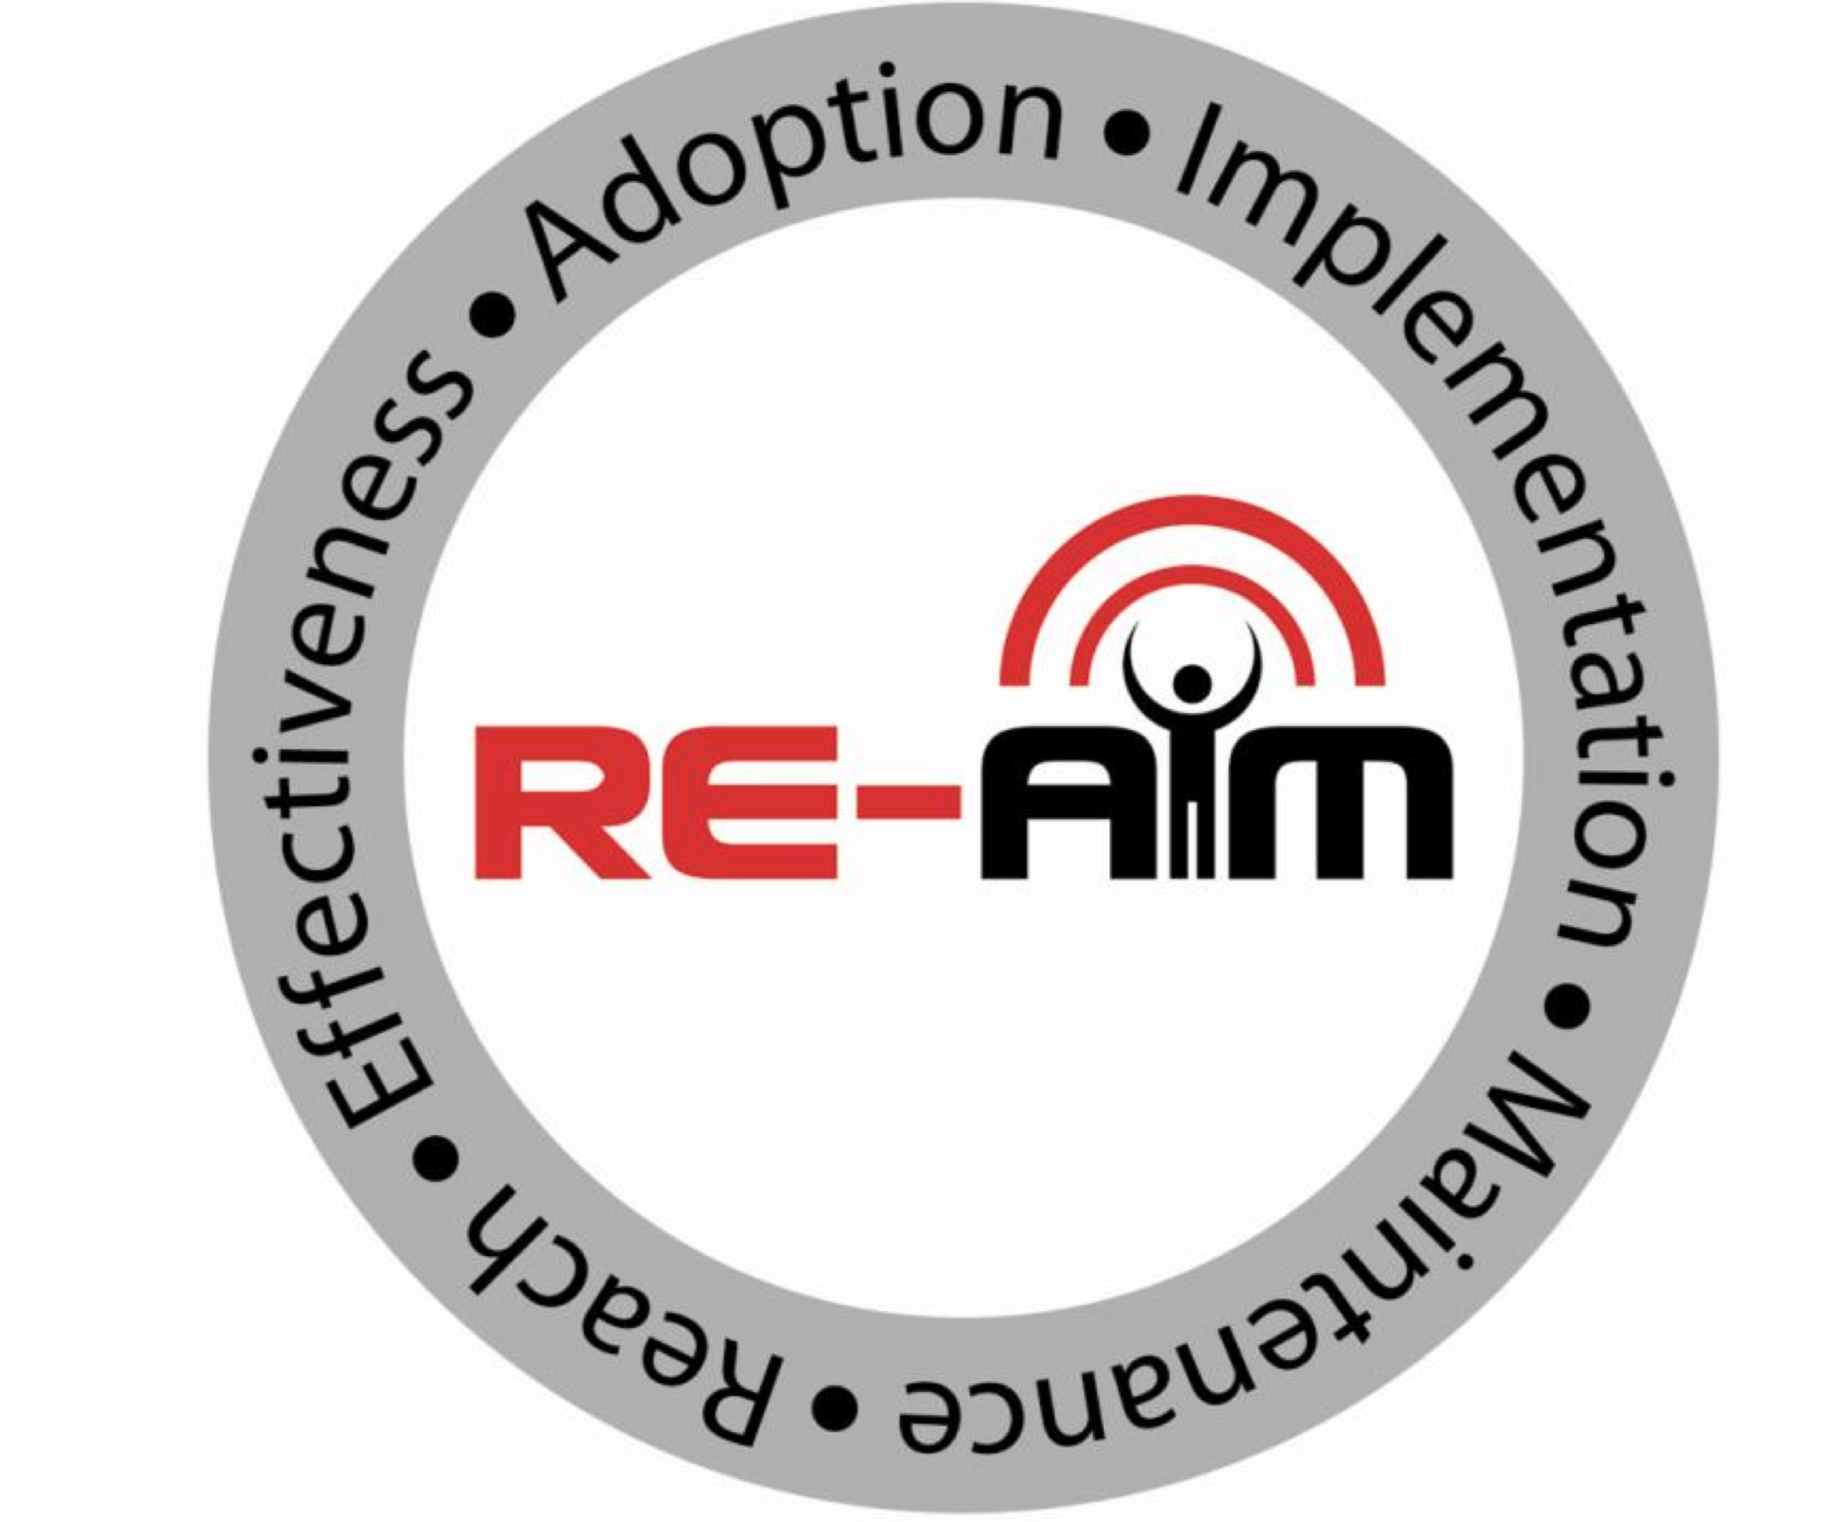 Reach • Effectiveness • Adoption • Implementation • Maintenance •
RE-AIM